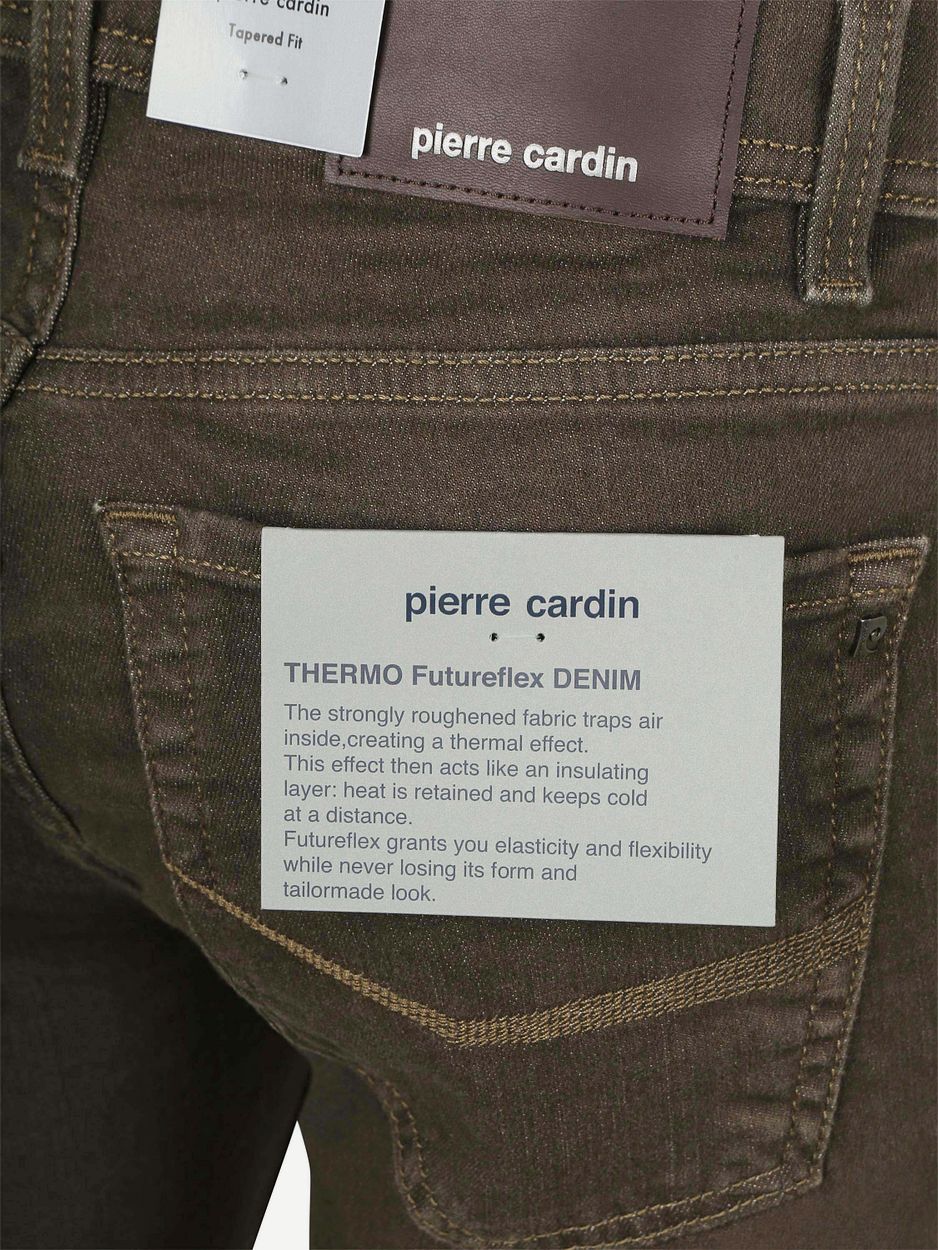 pierre cardin
Tapered Fit
pierre cardin
pierre cardin
THERMO Futureflex DENIM
The strongly roughened fabric traps air
inside,creating a thermal effect.
This effect then acts like an insulating
layer: heat is retained and keeps cold
at a distance.
Futureflex grants you elasticity and flexibility
while never losing its form and
tailormade look.